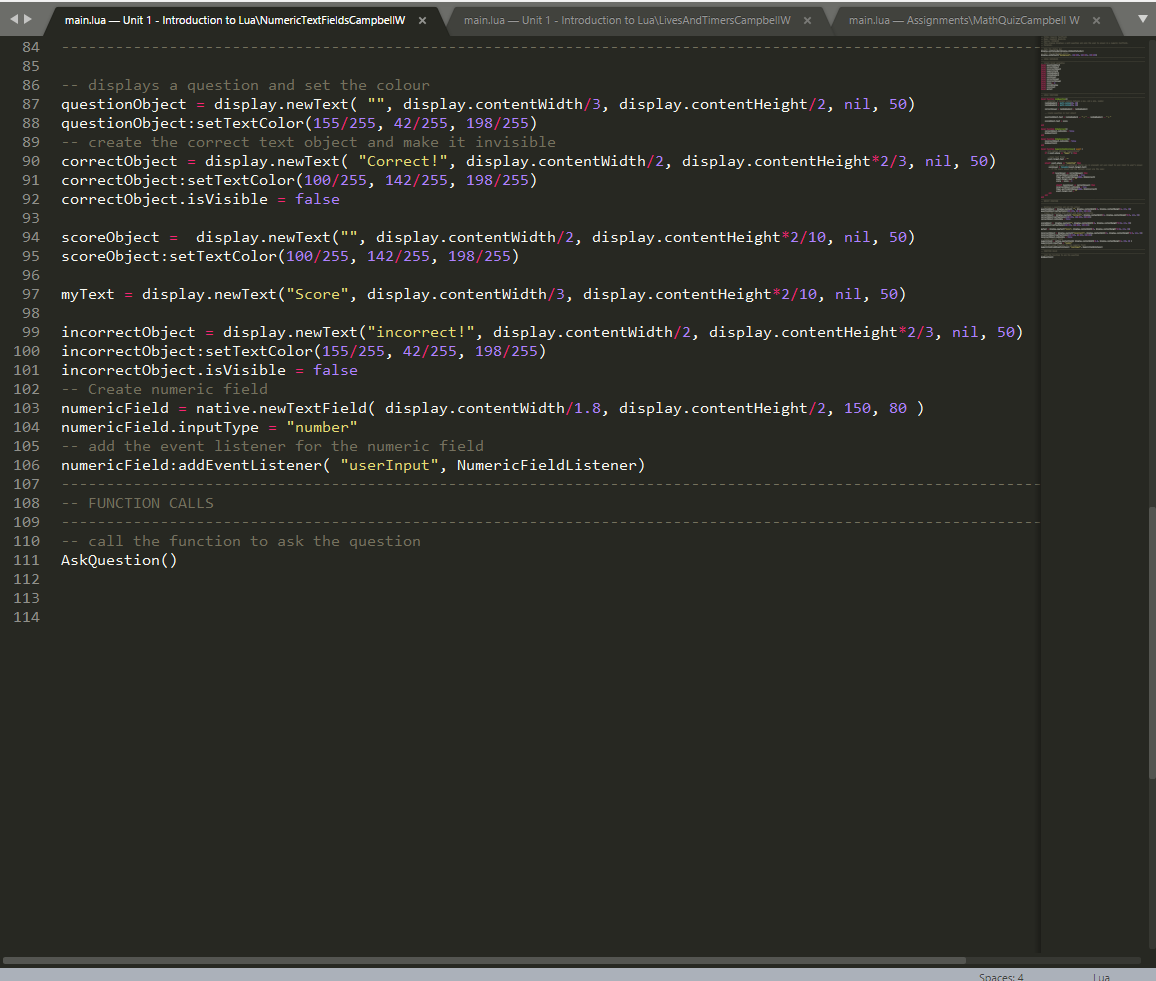 main.lua — Unit 1 - Introduction to Lua\NumericTextFieldsCampbellW × main.lua — Unit 1 - Introduction to Lua\LivesAndTimersCampbellW × main.lua — Assignments\MathQuizCampbell W ×
84 --------------------------------------------------------------------------------------------------------------
85
86 -- displays a question and set the colour
87 questionObject = display.newText( "", display.contentWidth/3, display.contentHeight/2, nil, 50)
88 questionObject:setTextColor(155/255, 42/255, 198/255)
89 -- create the correct text object and make it invisible
90 correctObject = display.newText( "Correct!", display.contentWidth/2, display.contentHeight*2/3, nil, 50)
91 correctObject:setTextColor(100/255, 142/255, 198/255)
92 correctObject.isVisible = false
93
94 scoreObject =  display.newText("", display.contentWidth/2, display.contentHeight*2/10, nil, 50)
95 scoreObject:setTextColor(100/255, 142/255, 198/255)
96
97 myText = display.newText("Score", display.contentWidth/3, display.contentHeight*2/10, nil, 50)
98
99 incorrectObject = display.newText("incorrect!", display.contentWidth/2, display.contentHeight*2/3, nil, 50)
100 incorrectObject:setTextColor(155/255, 42/255, 198/255)
101 incorrectObject.isVisible = false
102 -- Create numeric field
103 numericField = native.newTextField( display.contentWidth/1.8, display.contentHeight/2, 150, 80 )
104 numericField.inputType = "number"
105 -- add the event listener for the numeric field
106 numericField:addEventListener( "userInput", NumericFieldListener)
107 --------------------------------------------------------------------------------------------------------------
108 -- FUNCTION CALLS
109 --------------------------------------------------------------------------------------------------------------
110 -- call the function to ask the question
111 AskQuestion()
112
113
114
Spaces: 4 Lua